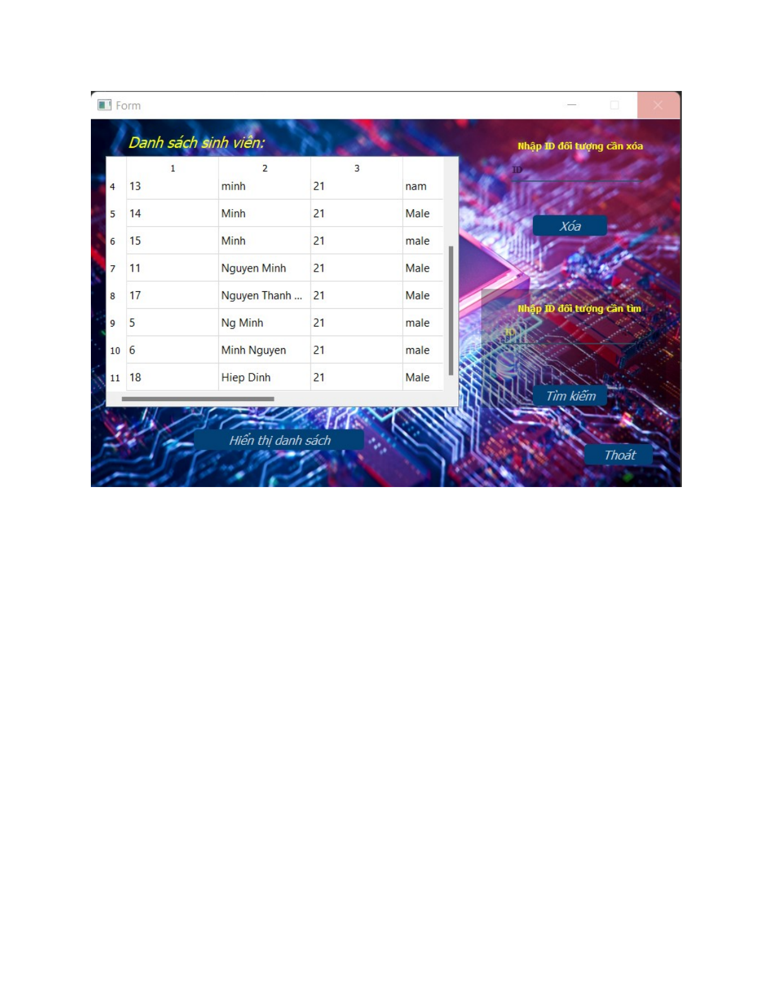 Form
Danh sách sinh viên:
1 2 3
4 13 minh 21 nam
5 14 Minh 21 Male
6 15 Minh 21 male
7 11 Nguyen Minh 21 Male
8 17 Nguyen Thanh ... 21 Male
9 5 Ng Minh 21 male
10 6 Minh Nguyen 21 male
11 18 Hiep Dinh 21 Male
Hiển thị danh sách
Nhập ID đối tượng cần xóa
ID
Xóa
Nhập ID đối tượng cần tìm
ID
Tìm kiếm
Thoát